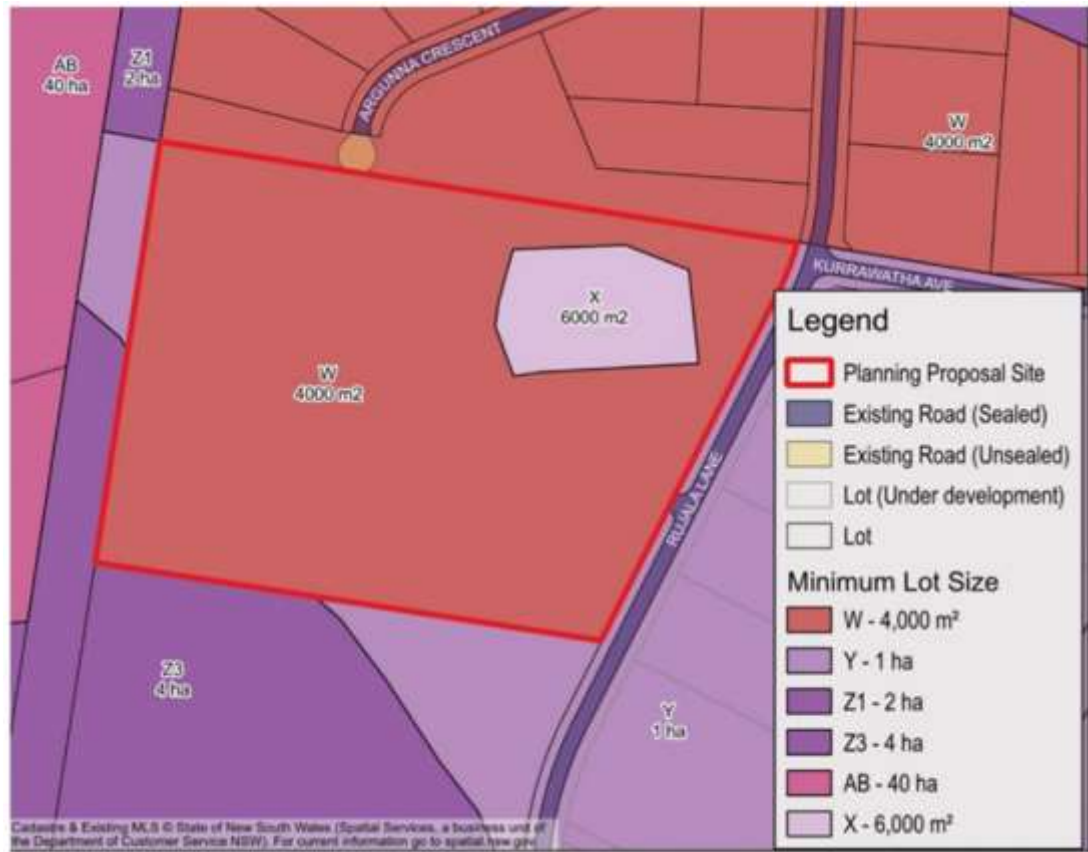 AB
40 ha
Z1
2 ha
ARGUNNA CRESCENT
W
4000 m2
X
6000 m2
KURRAWATHA AVE
W
4000 m2
RUJALA LANE
Z3
4 ha
Y
1 ha
Legend
Planning Proposal Site
Existing Road (Sealed)
Existing Road (Unsealed)
Lot (Under development)
Lot
Minimum Lot Size
W - 4,000 m²
Y - 1 ha
Z1 - 2 ha
Z3 - 4 ha
AB - 40 ha
X - 6,000 m²
Cadastre & Existing MLS © State of New South Wales (Spatial Services, a business unit of
the Department of Customer Service NSW). For current information go to spatial.nsw.gov